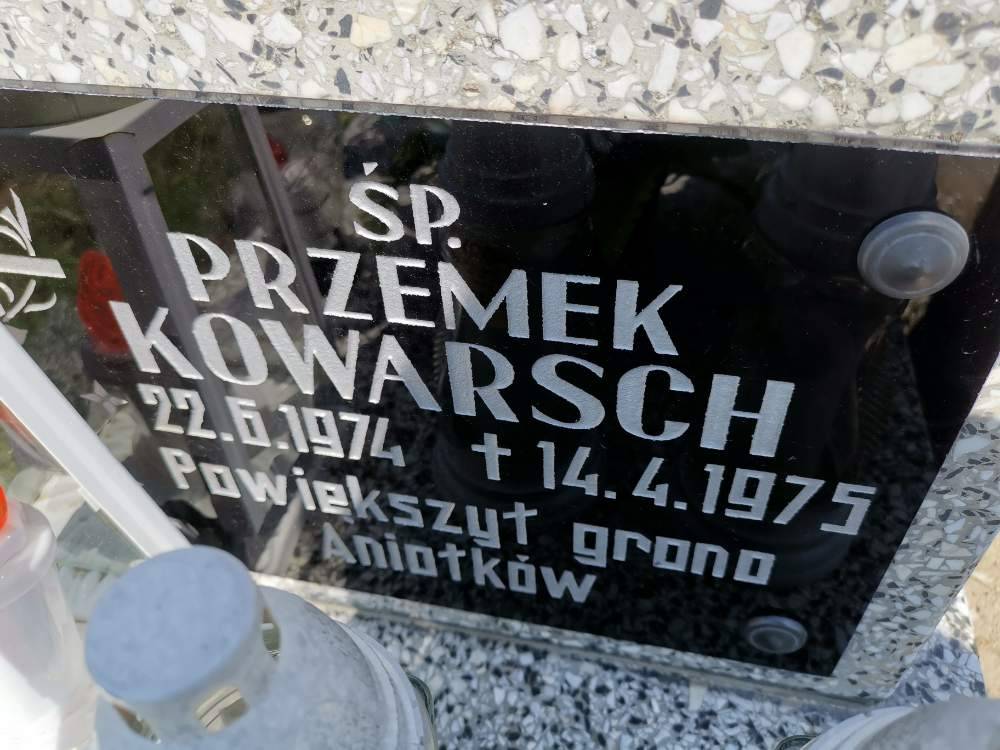 ŚP.
PRZEMEK
KOWARSCH
22.6.1974 † 14.4.1975
Powiekszył grono
Aniołków